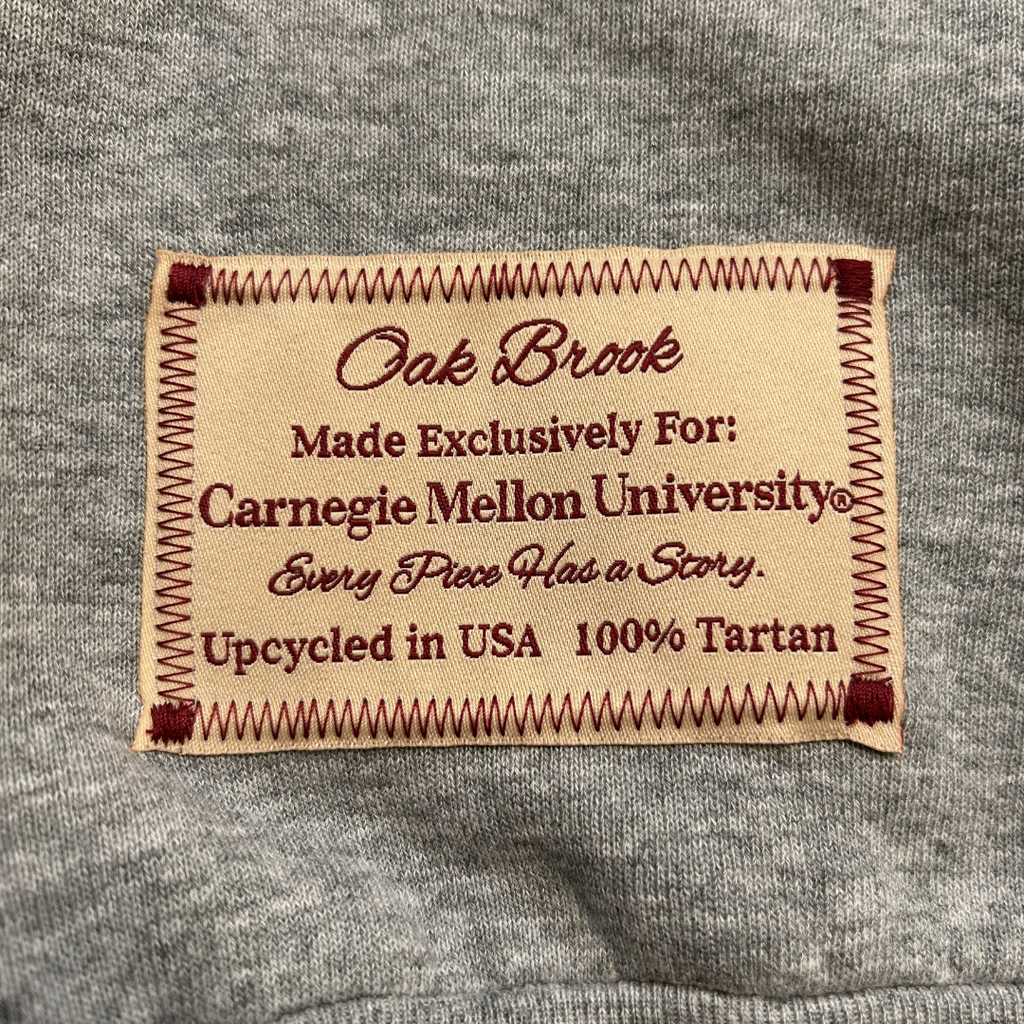 Oak Brook
Made Exclusively For:
Carnegie Mellon University®
Every Piece Has a Story.
Upcycled in USA 100% Tartan